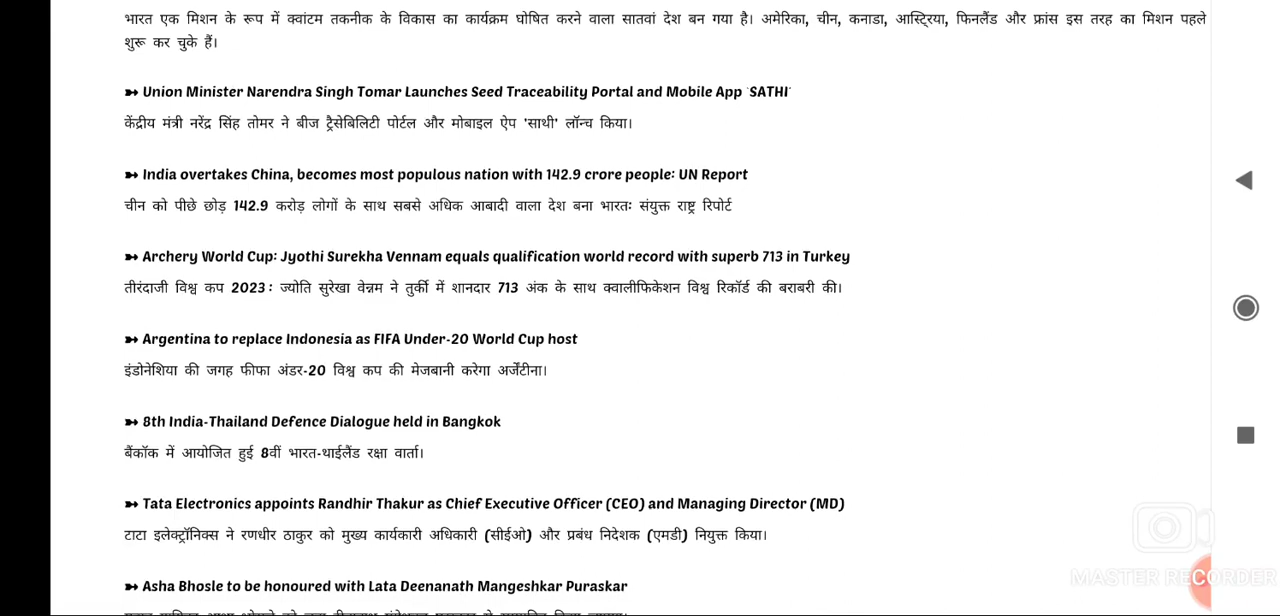 भारत एक मिशन के रूप में क्वांटम तकनीक के विकास का कार्यक्रम घोषित करने वाला सातवां देश बन गया है। अमेरिका, चीन, कनाडा, आस्ट्रिया, फिनलैंड और फ्रांस इस तरह का मिशन पहले
शुरू कर चुके हैं।
➼ Union Minister Narendra Singh Tomar Launches Seed Traceability Portal and Mobile App 'SATHI'
केंद्रीय मंत्री नरेंद्र सिंह तोमर ने बीज ट्रैसेबिलिटी पोर्टल और मोबाइल ऐप 'साथी' लॉन्च किया।
➼ India overtakes China, becomes most populous nation with 142.9 crore people: UN Report
चीन को पीछे छोड़ 142.9 करोड़ लोगों के साथ सबसे अधिक आबादी वाला देश बना भारत: संयुक्त राष्ट्र रिपोर्ट
➼ Archery World Cup: Jyothi Surekha Vennam equals qualification world record with superb 713 in Turkey
तीरंदाजी विश्व कप 2023: ज्योति सुरेखा वेन्नम ने तुर्की में शानदार 713 अंक के साथ क्वालीफिकेशन विश्व रिकॉर्ड की बराबरी की।
➼ Argentina to replace Indonesia as FIFA Under-20 World Cup host
इंडोनेशिया की जगह फीफा अंडर-20 विश्व कप की मेजबानी करेगा अर्जेंटीना।
➼ 8th India-Thailand Defence Dialogue held in Bangkok
बैंकॉक में आयोजित हुई 8वीं भारत-थाईलैंड रक्षा वार्ता।
➼ Tata Electronics appoints Randhir Thakur as Chief Executive Officer (CEO) and Managing Director (MD)
टाटा इलेक्ट्रॉनिक्स ने रणधीर ठाकुर को मुख्य कार्यकारी अधिकारी (सीईओ) और प्रबंध निदेशक (एमडी) नियुक्त किया।
MASTER RECORDER
➼ Asha Bhosle to be honoured with Lata Deenanath Mangeshkar Puraskar